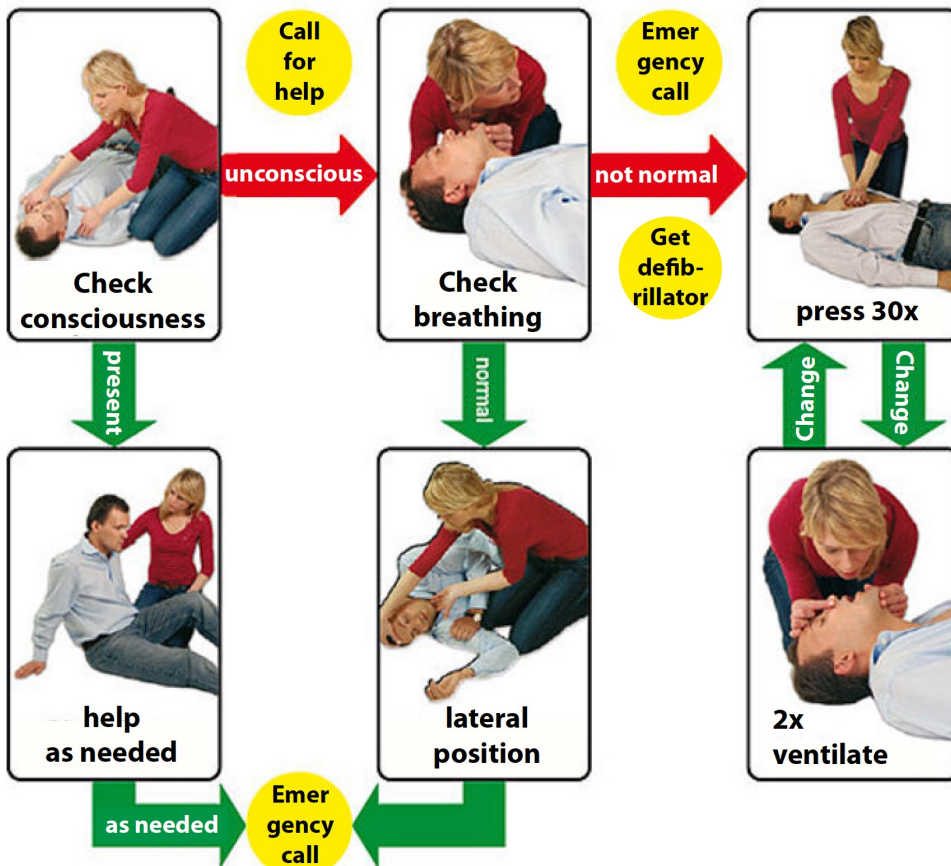 Call
for
help
Emer
gency
call
unconscious
not normal
Get
defib-
rillator
Check
consciousness
Check
breathing
press 30x
present
normal
Change
Change
help
as needed
lateral
position
2x
ventilate
as needed
Emer
gency
call